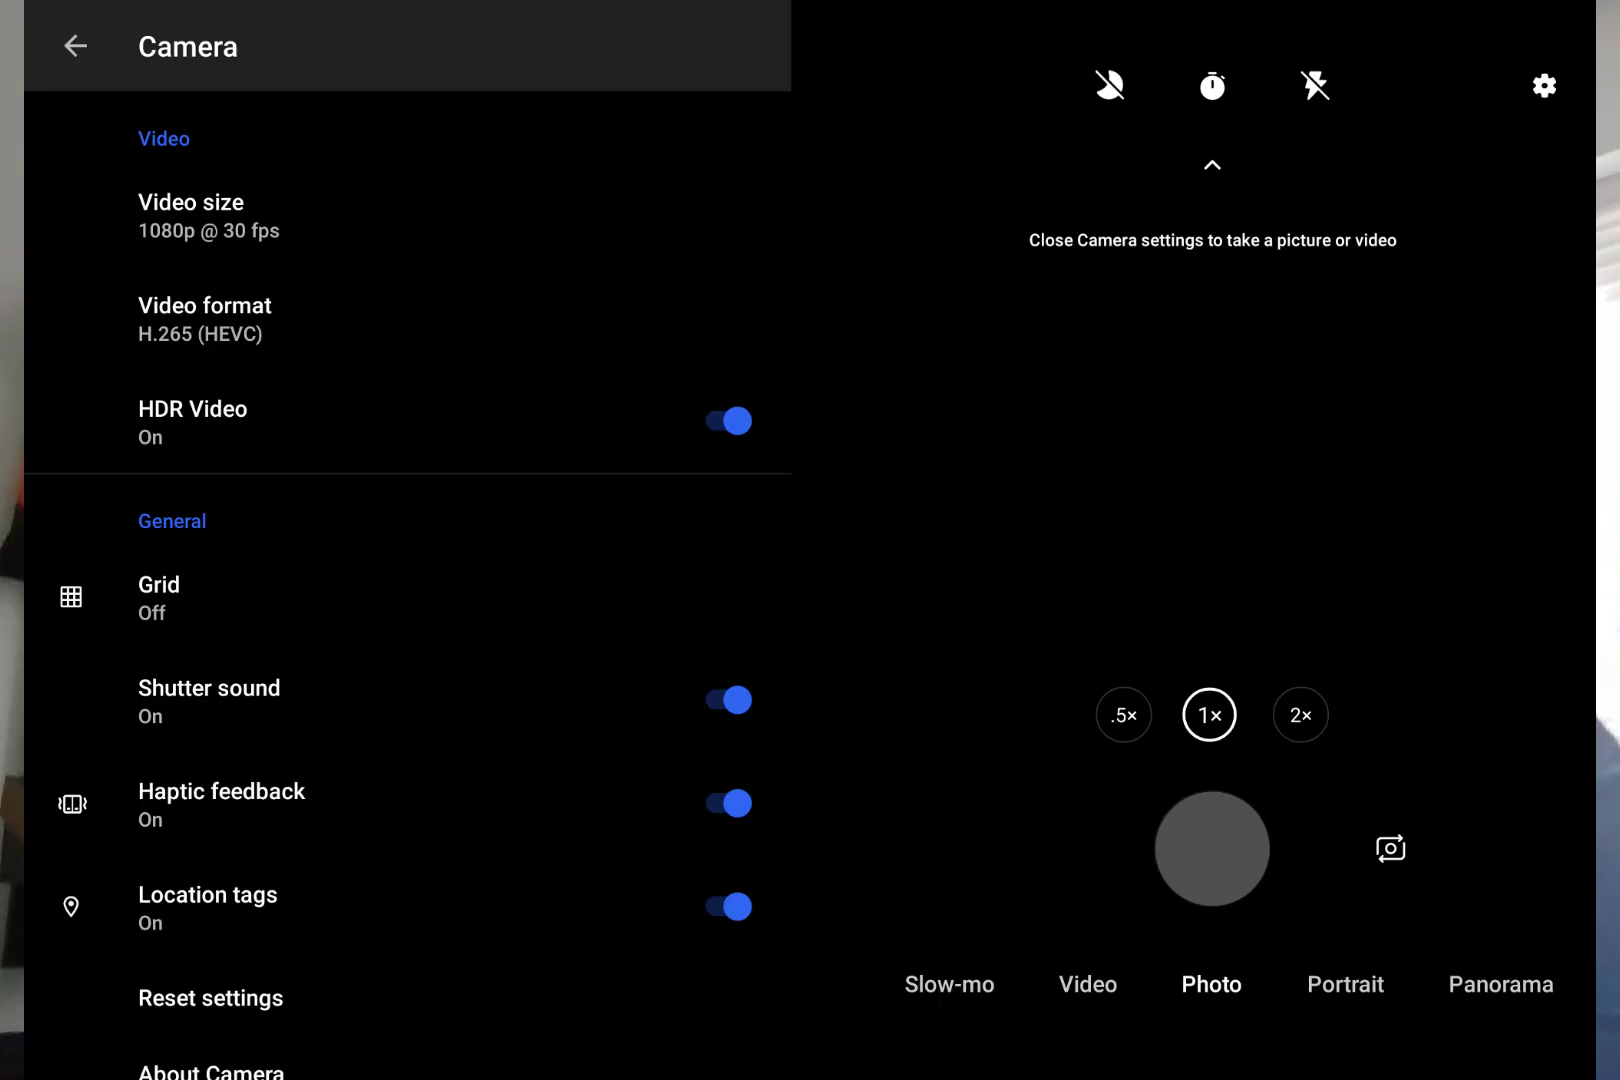 Camera
Video
Video size
1080p @ 30 fps
Video format
H.265 (HEVC)
HDR Video
On
General
Grid
Off
Shutter sound
On
Haptic feedback
On
Location tags
On
Reset settings
About Camera
Close Camera settings to take a picture or video
.5× 1× 2×
Slow-mo Video Photo Portrait Panorama